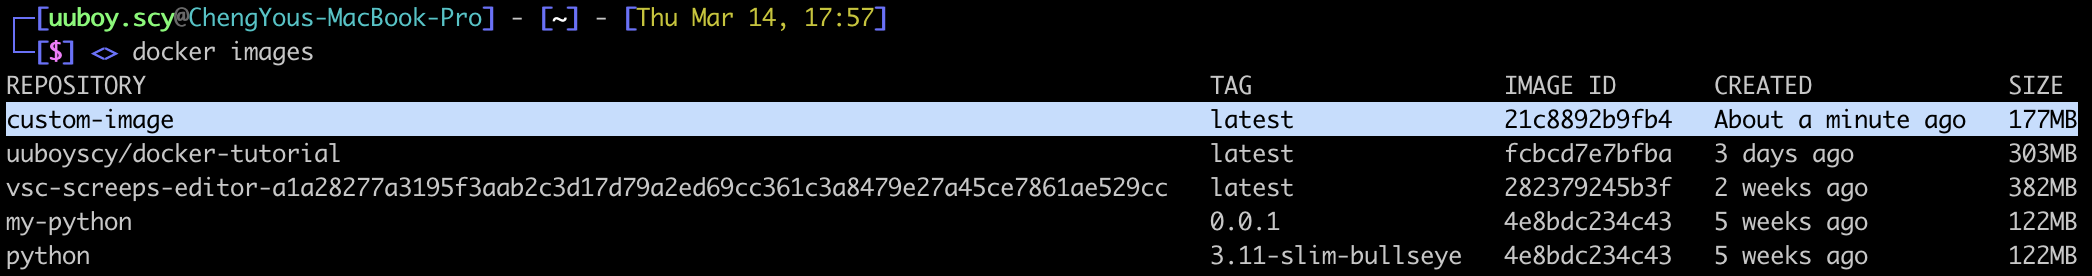 [uuboy.scy@ChengYous-MacBook-Pro] - [~] - [Thu Mar 14, 17:57]
[$] <> docker images
REPOSITORY TAG IMAGE ID CREATED SIZE
custom-image latest 21c8892b9fb4 About a minute ago 177MB
uuboyscy/docker-tutorial latest fcbcd7e7bfba 3 days ago 303MB
vsc-screeps-editor-a1a28277a3195f3aab2c3d17d79a2ed69cc361c3a8479e27a45ce7861ae529cc latest 282379245b3f 2 weeks ago 382MB
my-python 0.0.1 4e8bdc234c43 5 weeks ago 122MB
python 3.11-slim-bullseye 4e8bdc234c43 5 weeks ago 122MB